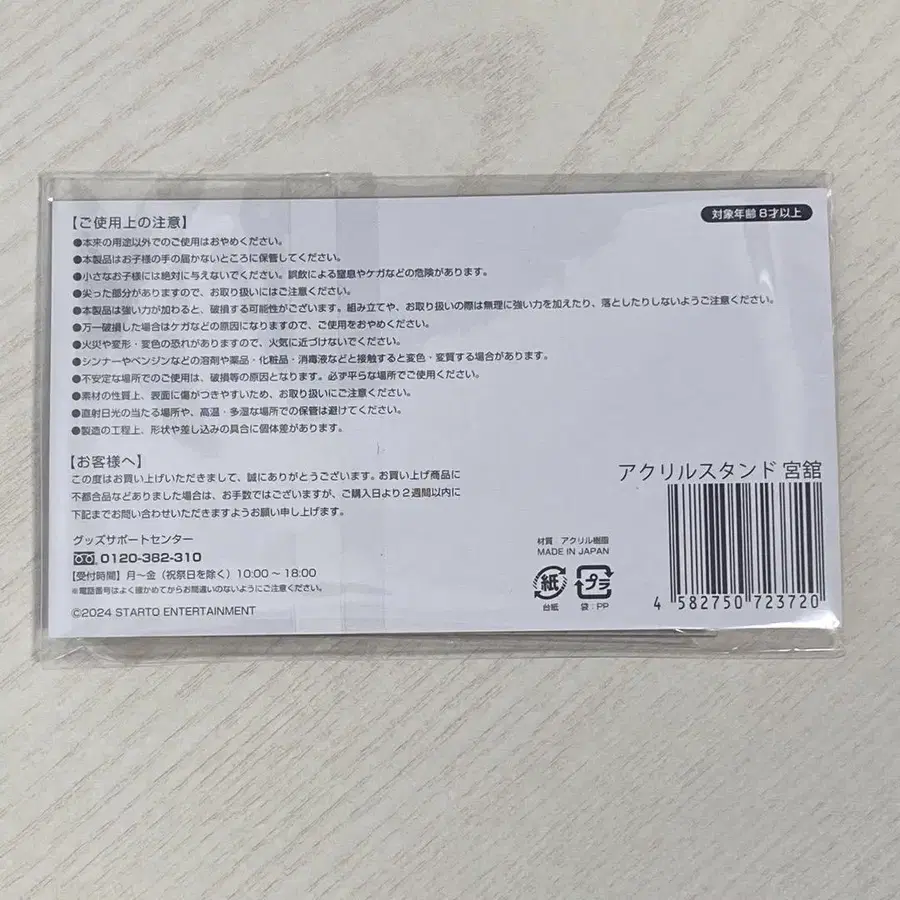 【ご使用上の注意】
対象年齢 8才以上
●本来の用途以外でのご使用はおやめください。
●本製品はお子様の手の届かないところに保管してください。
●小さなお子様には絶対に与えないでください。誤飲による窒息やケガなどの危険があります。
●尖った部分がありますので、お取り扱いにはご注意ください。
●本製品は強い力が加わると、破損する可能性がございます。組み立てや、お取り扱いの際は無理に強い力を加えたり、落としたりしないようご注意ください。
●万一破損した場合はケガなどの原因になりますので、ご使用をおやめください。
●火災や変形・変色の恐れがありますので、火気に近づけないでください。
●シンナーやベンジンなどの溶剤や薬品・化粧品・消毒液などと接触すると変色・変質する場合があります。
●不安定な場所でのご使用は、破損等の原因となります。必ず平らな場所でご使用ください。
●素材の性質上、表面に傷がつきやすいため、お取り扱いにご注意ください。
●直射日光の当たる場所や、高温・多湿な場所での保管は避けてください。
●製造の工程上、形状や差し込みの具合に個体差があります。
【お客様へ】
この度はお買い上げいただきまして、誠にありがとうございます。お買い上げ商品に
不都合品などありました場合は、お手数ではございますが、ご購入日より2週間以内に
下記までお問い合わせいただきますようお願い申し上げます。
グッズサポートセンター
0120-382-310
【受付時間】月〜金（祝祭日を除く）10:00〜18:00
※電話番号はよく確かめてからお間違いのないようにご注意ください。
©2024 STARTO ENTERTAINMENT
アクリルスタンド 宮舘
材質：アクリル樹脂
MADE IN JAPAN
紙 プラ
台紙 袋：PP
4 582750 723720